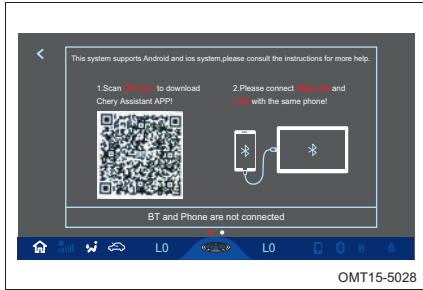 This system supports Android and ios system,please consult the instructions for more help.
1.Scan to download
Chery Assistant APP!
2.Please connect and
with the same phone!
BT and Phone are not connected
L0
L0
OMT15-5028